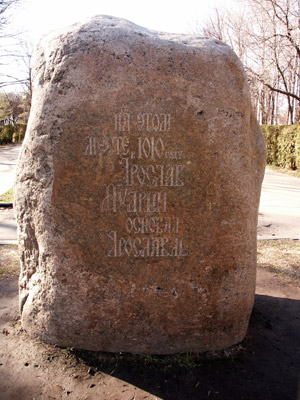 НА ЭТОМ
МЕСТЕ В 1010 ГОДУ
ЯРОСЛАВ
МУДРЫЙ
ОСНОВАЛ
ЯРОСЛАВЛЬ